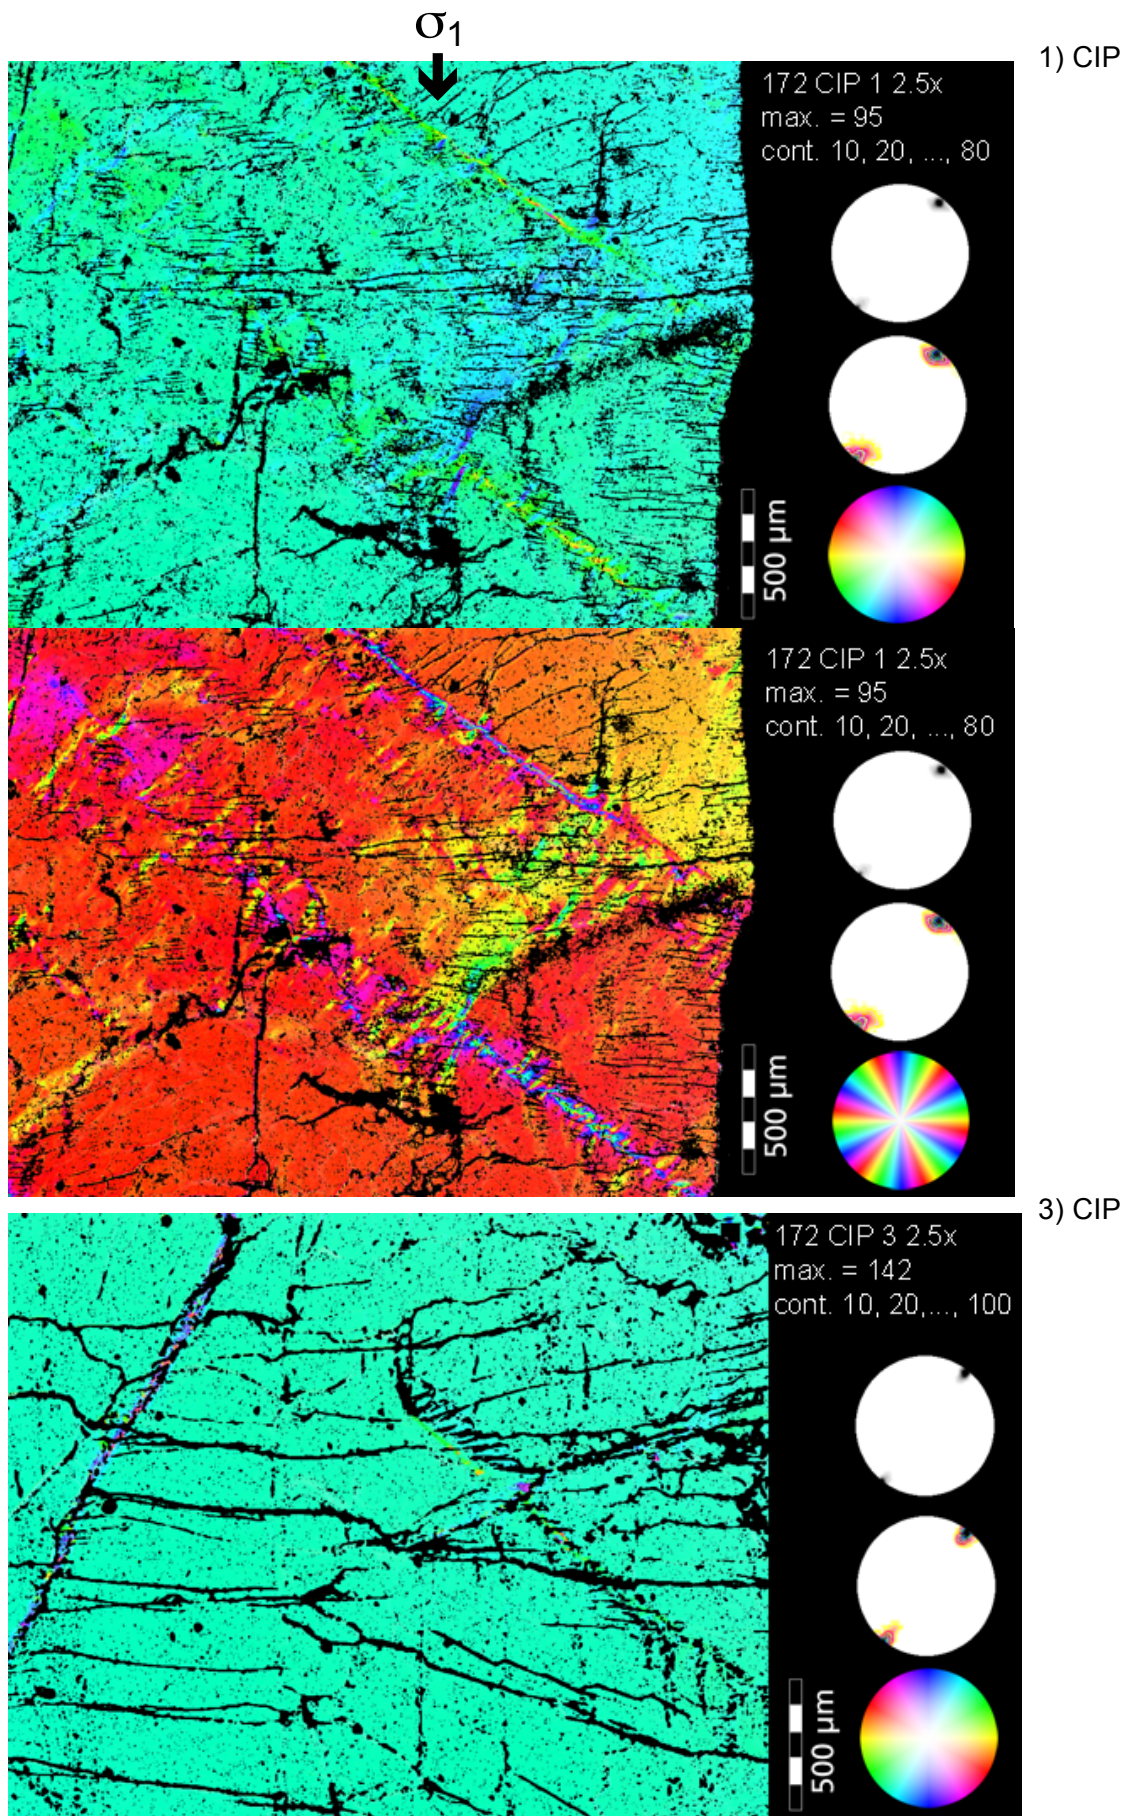 σ1
1) CIP
172 CIP 1 2.5x
max. = 95
cont. 10, 20, ..., 80
500 µm
172 CIP 1 2.5x
max. = 95
cont. 10, 20, ..., 80
500 µm
3) CIP
172 CIP 3 2.5x
max. = 142
cont. 10, 20,..., 100
500 µm